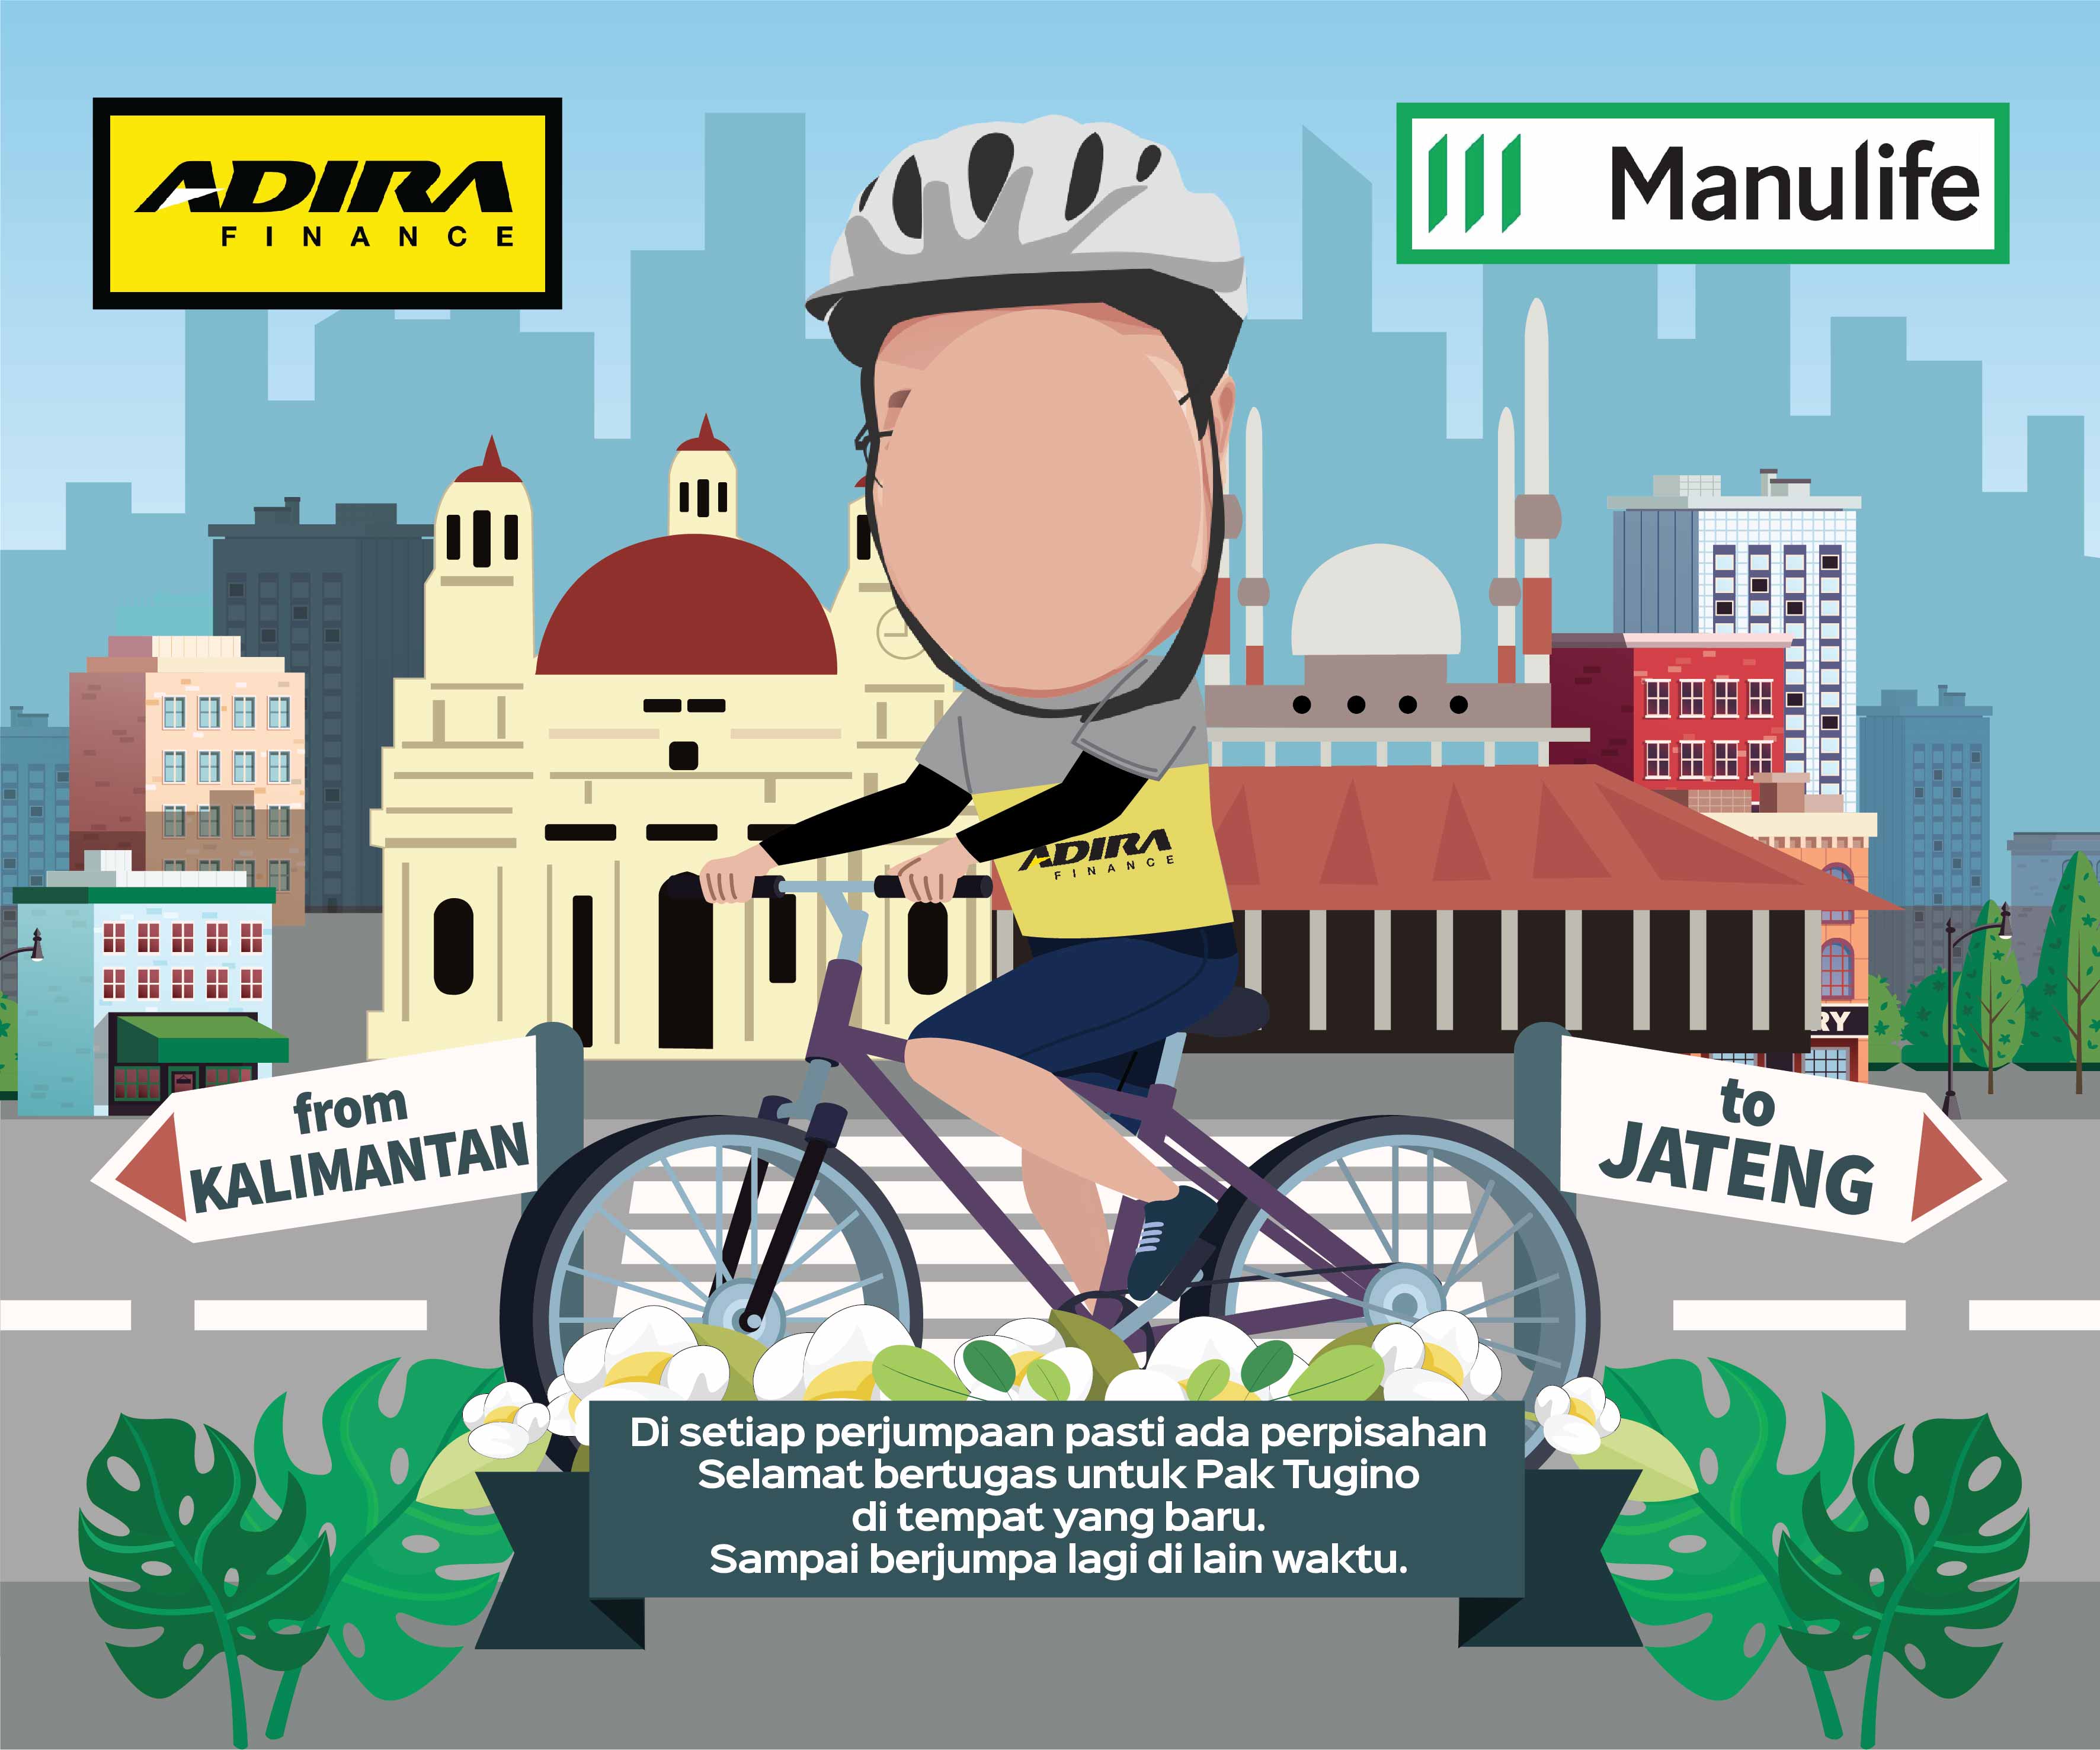 ADIRA
FINANCE
Manulife
ADIRA
FINANCE
RY
from
KALIMANTAN
to
JATENG
Di setiap perjumpaan pasti ada perpisahan
Selamat bertugas untuk Pak Tugino
di tempat yang baru.
Sampai berjumpa lagi di lain waktu.